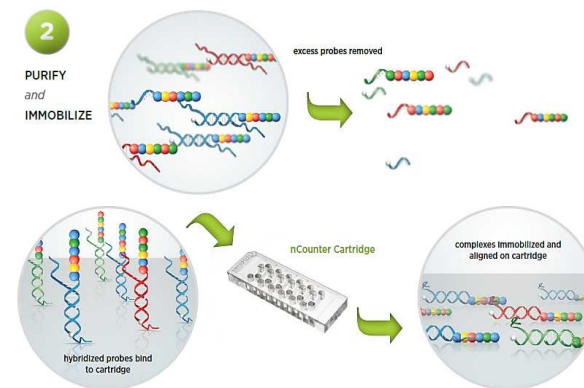 2
PURIFY
and
IMMOBILIZE
excess probes removed
nCounter Cartridge
hybridized probes bind
to cartridge
complexes immobilized and
aligned on cartridge